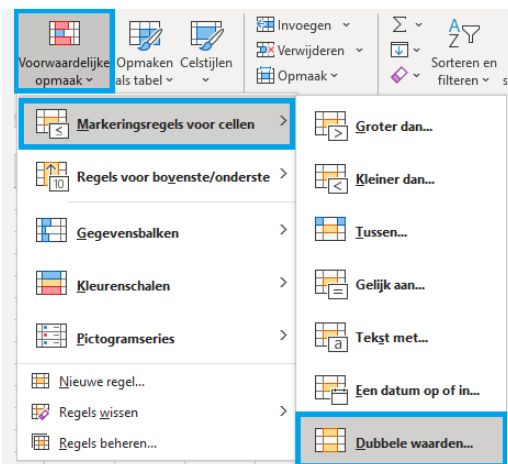 Voorwaardelijke opmaak
Opmaken als tabel
Celstijlen
Invoegen
Verwijderen
Opmaak
Sorteren en filteren
Markeringsregels voor cellen
Regels voor bovenste/onderste
Gegevensbalken
Kleurenschalen
Pictogramseries
Nieuwe regel...
Regels wissen
Regels beheren...
Groter dan...
Kleiner dan...
Tussen...
Gelijk aan...
Tekst met...
Een datum op of in...
Dubbele waarden...